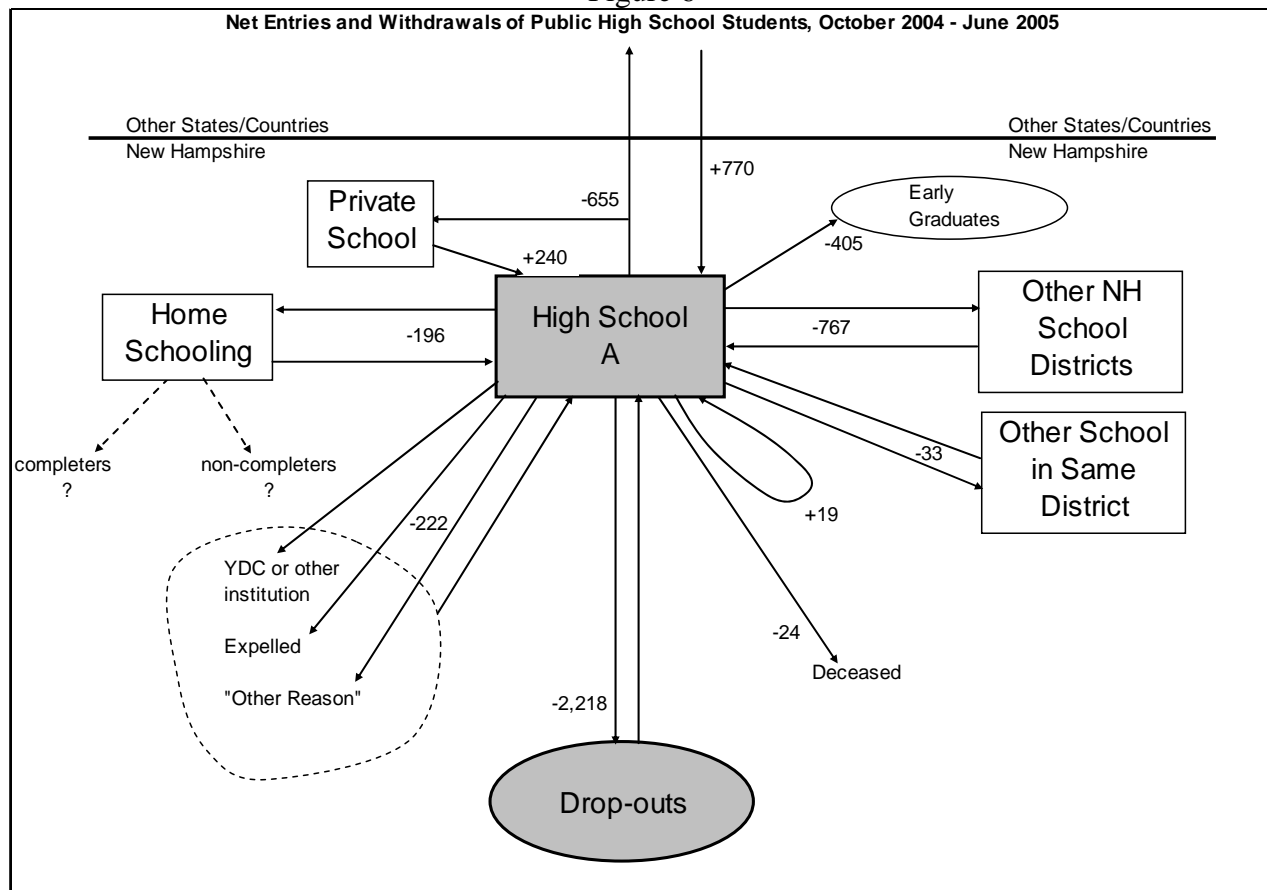 Net Entries and Withdrawals of Public High School Students, October 2004 - June 2005
Other States/Countries
Other States/Countries
New Hampshire
New Hampshire
+770
Private
School
-655
Early
Graduates
-405
+240
Home
Schooling
-196
High School
A
-767
Other NH
School
Districts
Other School
in Same
District
-33
completers
?
non-completers
?
+19
-222
YDC or other
institution
Expelled
"Other Reason"
-24
Deceased
-2,218
Drop-outs